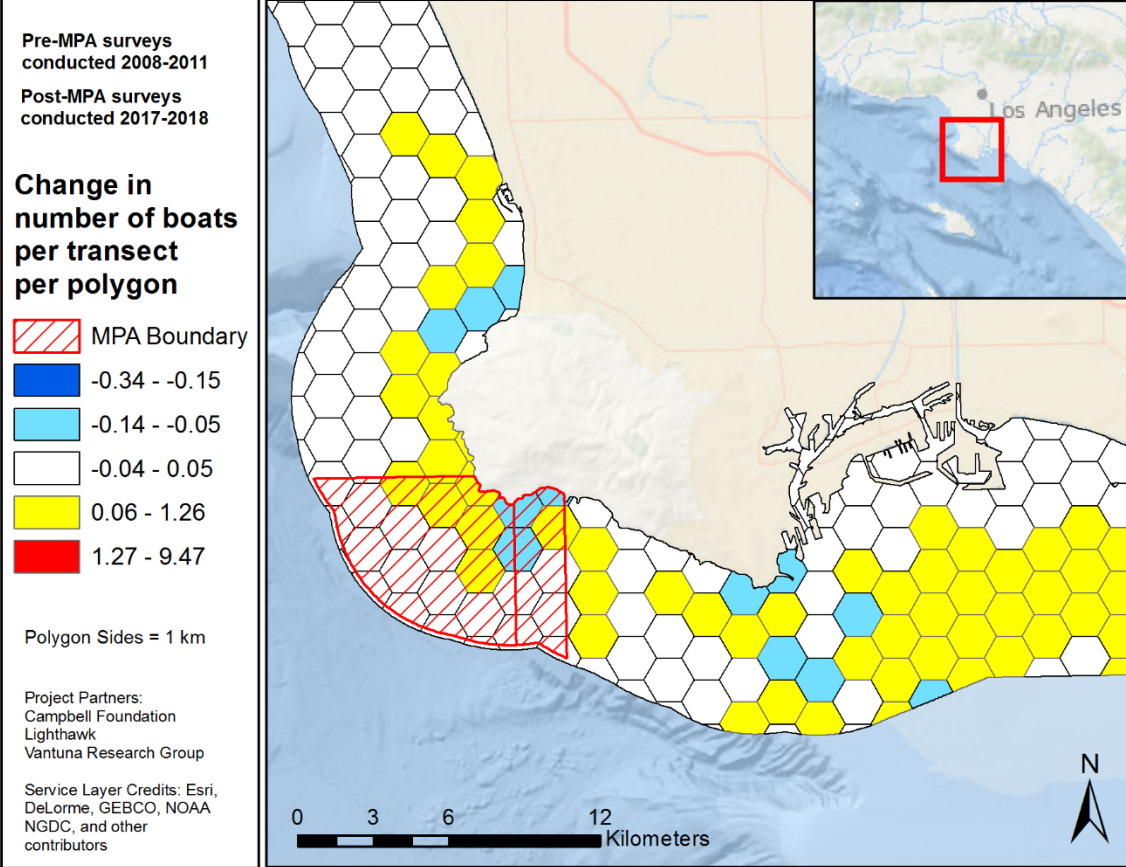 Pre-MPA surveys
conducted 2008-2011
Post-MPA surveys
conducted 2017-2018
Change in
number of boats
per transect
per polygon
MPA Boundary
-0.34 - -0.15
-0.14 - -0.05
-0.04 - 0.05
0.06 - 1.26
1.27 - 9.47
Polygon Sides = 1 km
Project Partners:
Campbell Foundation
Lighthawk
Vantuna Research Group
Service Layer Credits: Esri,
DeLorme, GEBCO, NOAA
NGDC, and other
contributors
Los Angeles
N
0 3 6 12
Kilometers